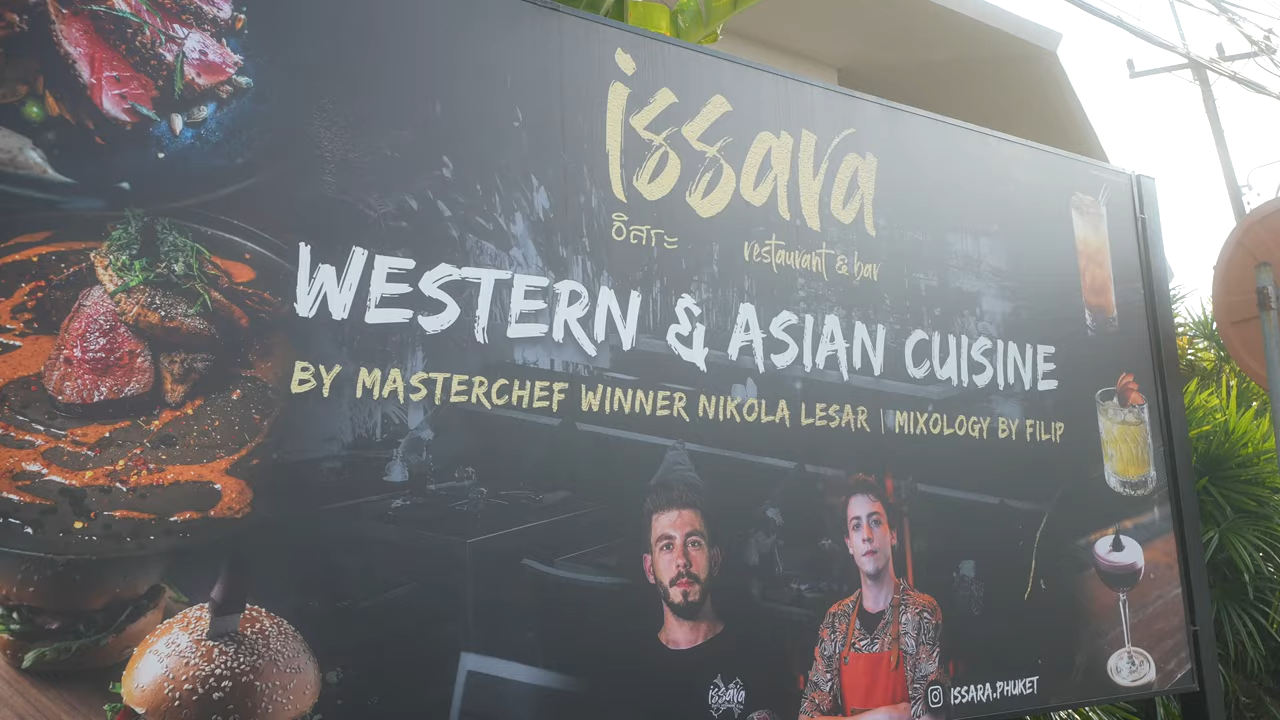 issara
อิสระ restaurant & bar
WESTERN & ASIAN CUISINE
BY MASTERCHEF WINNER NIKOLA LESAR | MIXOLOGY BY FILIP
issara
ISSARA.PHUKET